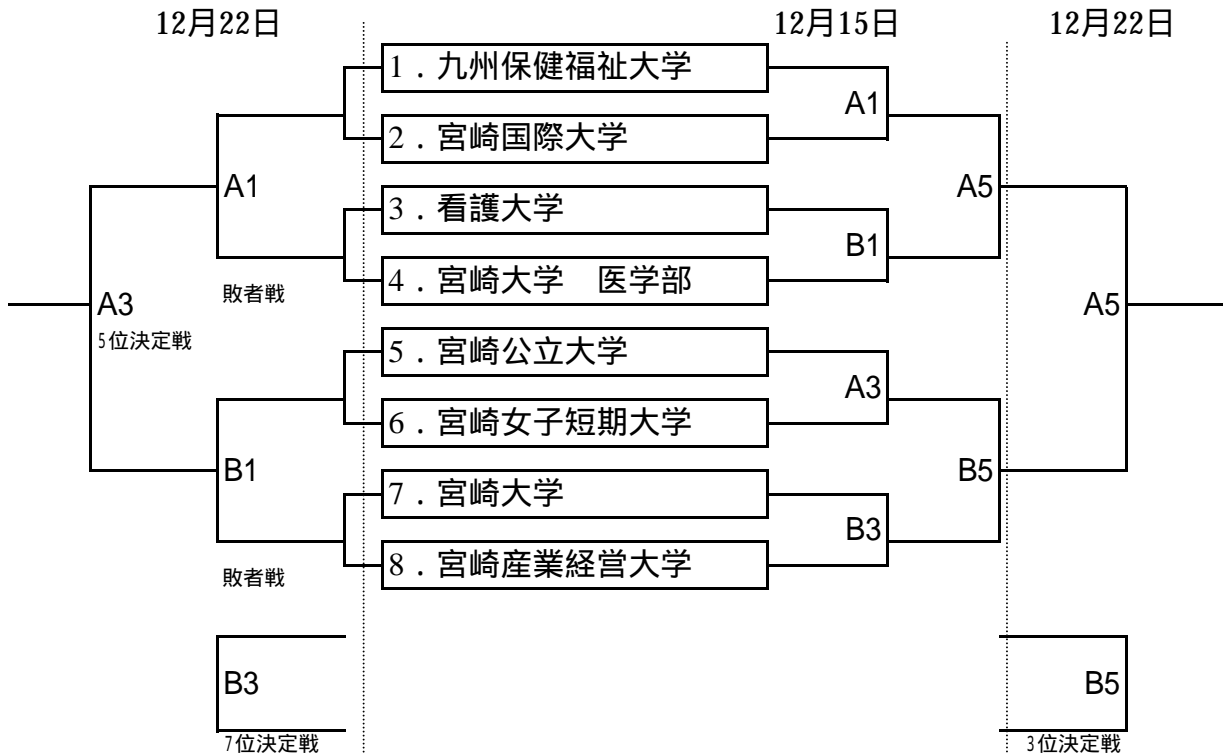 12月22日
12月15日
12月22日
1．九州保健福祉大学
A1
2．宮崎国際大学
A1
A5
3．看護大学
B1
4．宮崎大学　医学部
敗者戦
A3
A5
5位決定戦
5．宮崎公立大学
A3
6．宮崎女子短期大学
B1
B5
7．宮崎大学
B3
8．宮崎産業経営大学
敗者戦
B3
B5
7位決定戦
3位決定戦